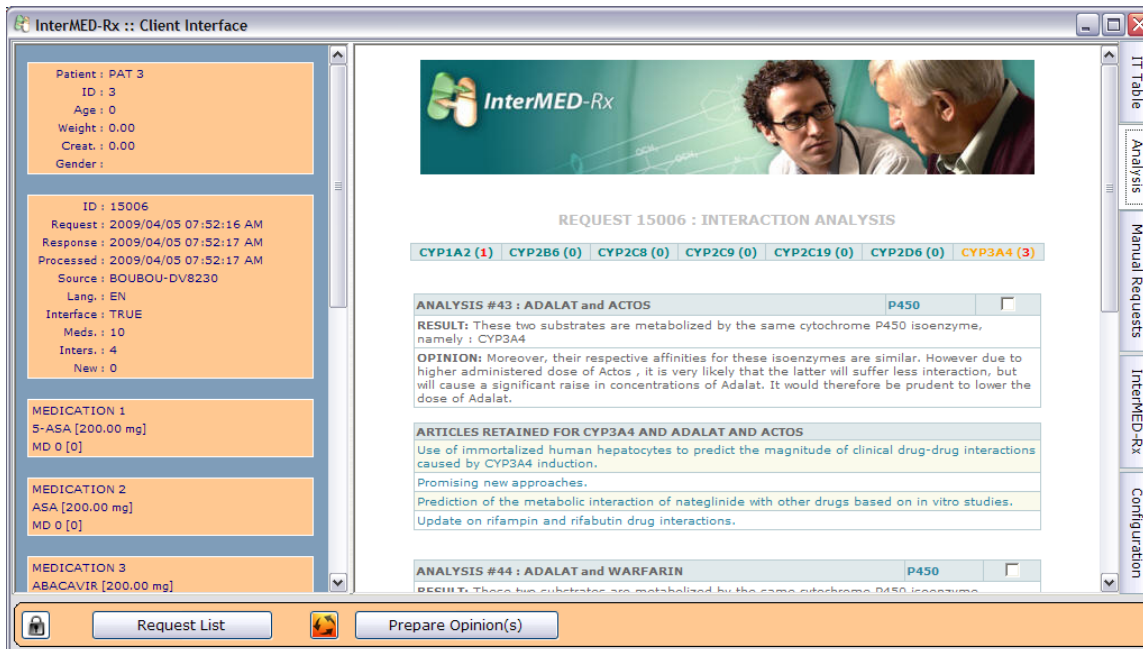 InterMED-Rx :: Client Interface
Patient : PAT 3
ID : 3
Age : 0
Weight : 0.00
Creat. : 0.00
Gender :
ID : 15006
Request : 2009/04/05 07:52:16 AM
Response : 2009/04/05 07:52:17 AM
Processed : 2009/04/05 07:52:17 AM
Source : BOUBOU-DV8230
Lang. : EN
Interface : TRUE
Meds. : 10
Inters. : 4
New : 0
MEDICATION 1
5-ASA [200.00 mg]
MD 0 [0]
MEDICATION 2
ASA [200.00 mg]
MD 0 [0]
MEDICATION 3
ABACAVIR [200.00 mg]
InterMED-Rx
REQUEST 15006 : INTERACTION ANALYSIS
CYP1A2 (1) CYP2B6 (0) CYP2C8 (0) CYP2C9 (0) CYP2C19 (0) CYP2D6 (0) CYP3A4 (3)
ANALYSIS #43 : ADALAT and ACTOS P450
RESULT: These two substrates are metabolized by the same cytochrome P450 isoenzyme,
namely : CYP3A4
OPINION: Moreover, their respective affinities for these isoenzymes are similar. However due to
higher administered dose of Actos , it is very likely that the latter will suffer less interaction, but
will cause a significant raise in concentrations of Adalat. It would therefore be prudent to lower the
dose of Adalat.
ARTICLES RETAINED FOR CYP3A4 AND ADALAT AND ACTOS
Use of immortalized human hepatocytes to predict the magnitude of clinical drug-drug interactions
caused by CYP3A4 induction.
Promising new approaches.
Prediction of the metabolic interaction of nateglinide with other drugs based on in vitro studies.
Update on rifampin and rifabutin drug interactions.
ANALYSIS #44 : ADALAT and WARFARIN P450
RESULT: These two substrates are metabolized by the same cytochrome P450 isoenzyme,
IT Table
Analysis
Manual Requests
InterMED-Rx
Configuration
Request List
Prepare Opinion(s)